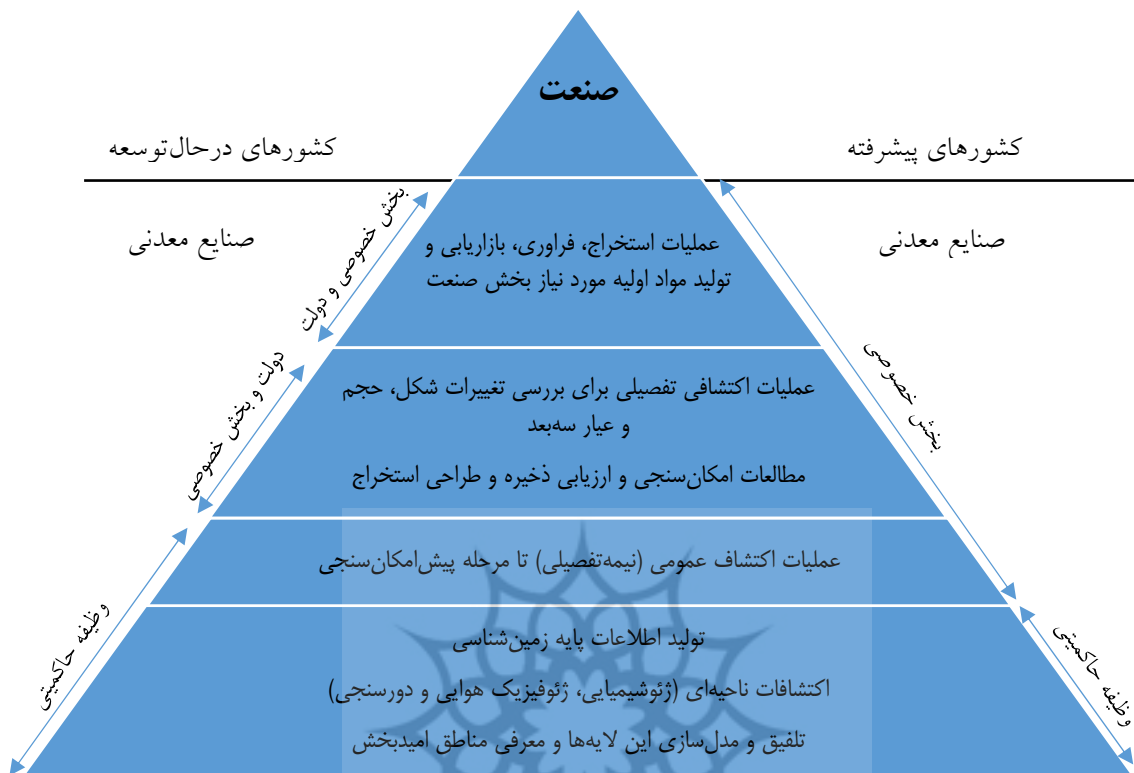 صنعت
کشورهای پیشرفته
کشورهای درحال‌توسعه
صنایع معدنی
صنایع معدنی
بخش خصوصی و دولت
عملیات استخراج، فراوری، بازاریابی و
تولید مواد اولیه مورد نیاز بخش صنعت
بخش خصوصی
دولت و بخش خصوصی
عملیات اکتشافی تفصیلی برای بررسی تغییرات شکل، حجم
و عیار سه‌بعد
مطالعات امکان‌سنجی و ارزیابی ذخیره و طراحی استخراج
عملیات اکتشاف عمومی (نیمه‌تفصیلی) تا مرحله پیش‌امکان‌سنجی
وظیفه حاکمیتی
وظیفه حاکمیتی
تولید اطلاعات پایه زمین‌شناسی
اکتشافات ناحیه‌ای (ژئوشیمیایی، ژئوفیزیک هوایی و دورسنجی)
تلفیق و مدل‌سازی این لایه‌ها و معرفی مناطق امیدبخش